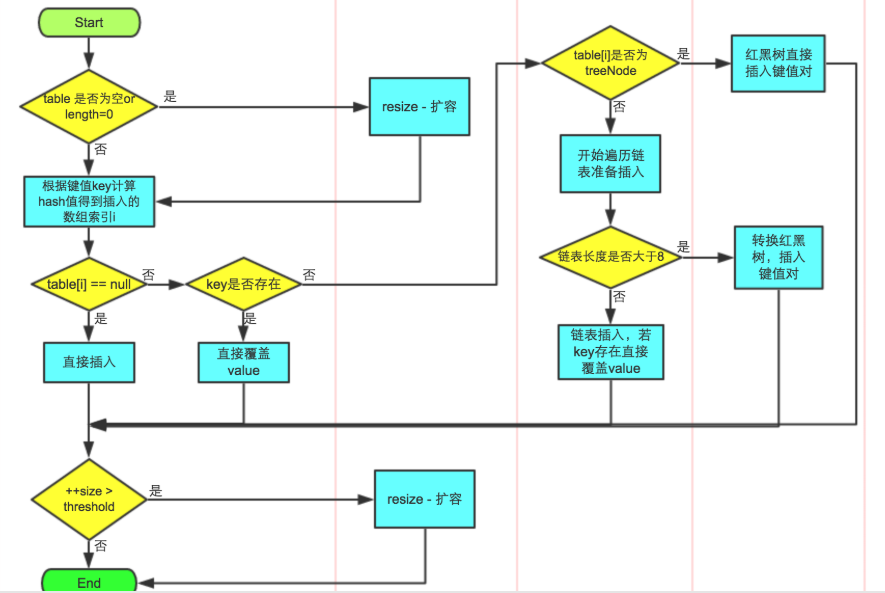 Start
table 是否为空or
length=0
是
否
resize - 扩容
根据键值key计算
hash值得到插入的
数组索引i
table[i] == null
否
是
key是否存在
否
是
直接插入
直接覆盖
value
table[i]是否为
treeNode
是
否
红黑树直接
插入键值对
开始遍历链
表准备插入
链表长度是否大于8
是
否
转换红黑
树，插入
键值对
链表插入，若
key存在直接
覆盖value
++size >
threshold
是
否
resize - 扩容
End